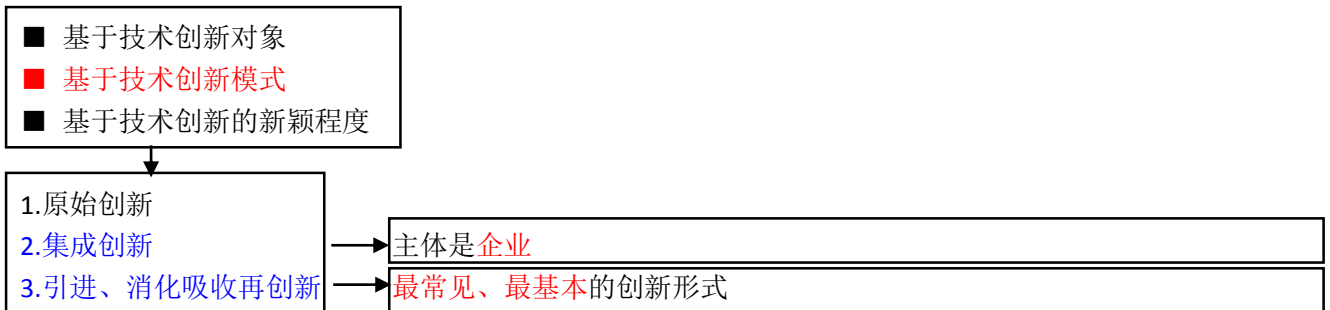 ■ 基于技术创新对象
■ 基于技术创新模式
■ 基于技术创新的新颖程度
1.原始创新
2.集成创新
主体是企业
3.引进、消化吸收再创新
最常见、最基本的创新形式